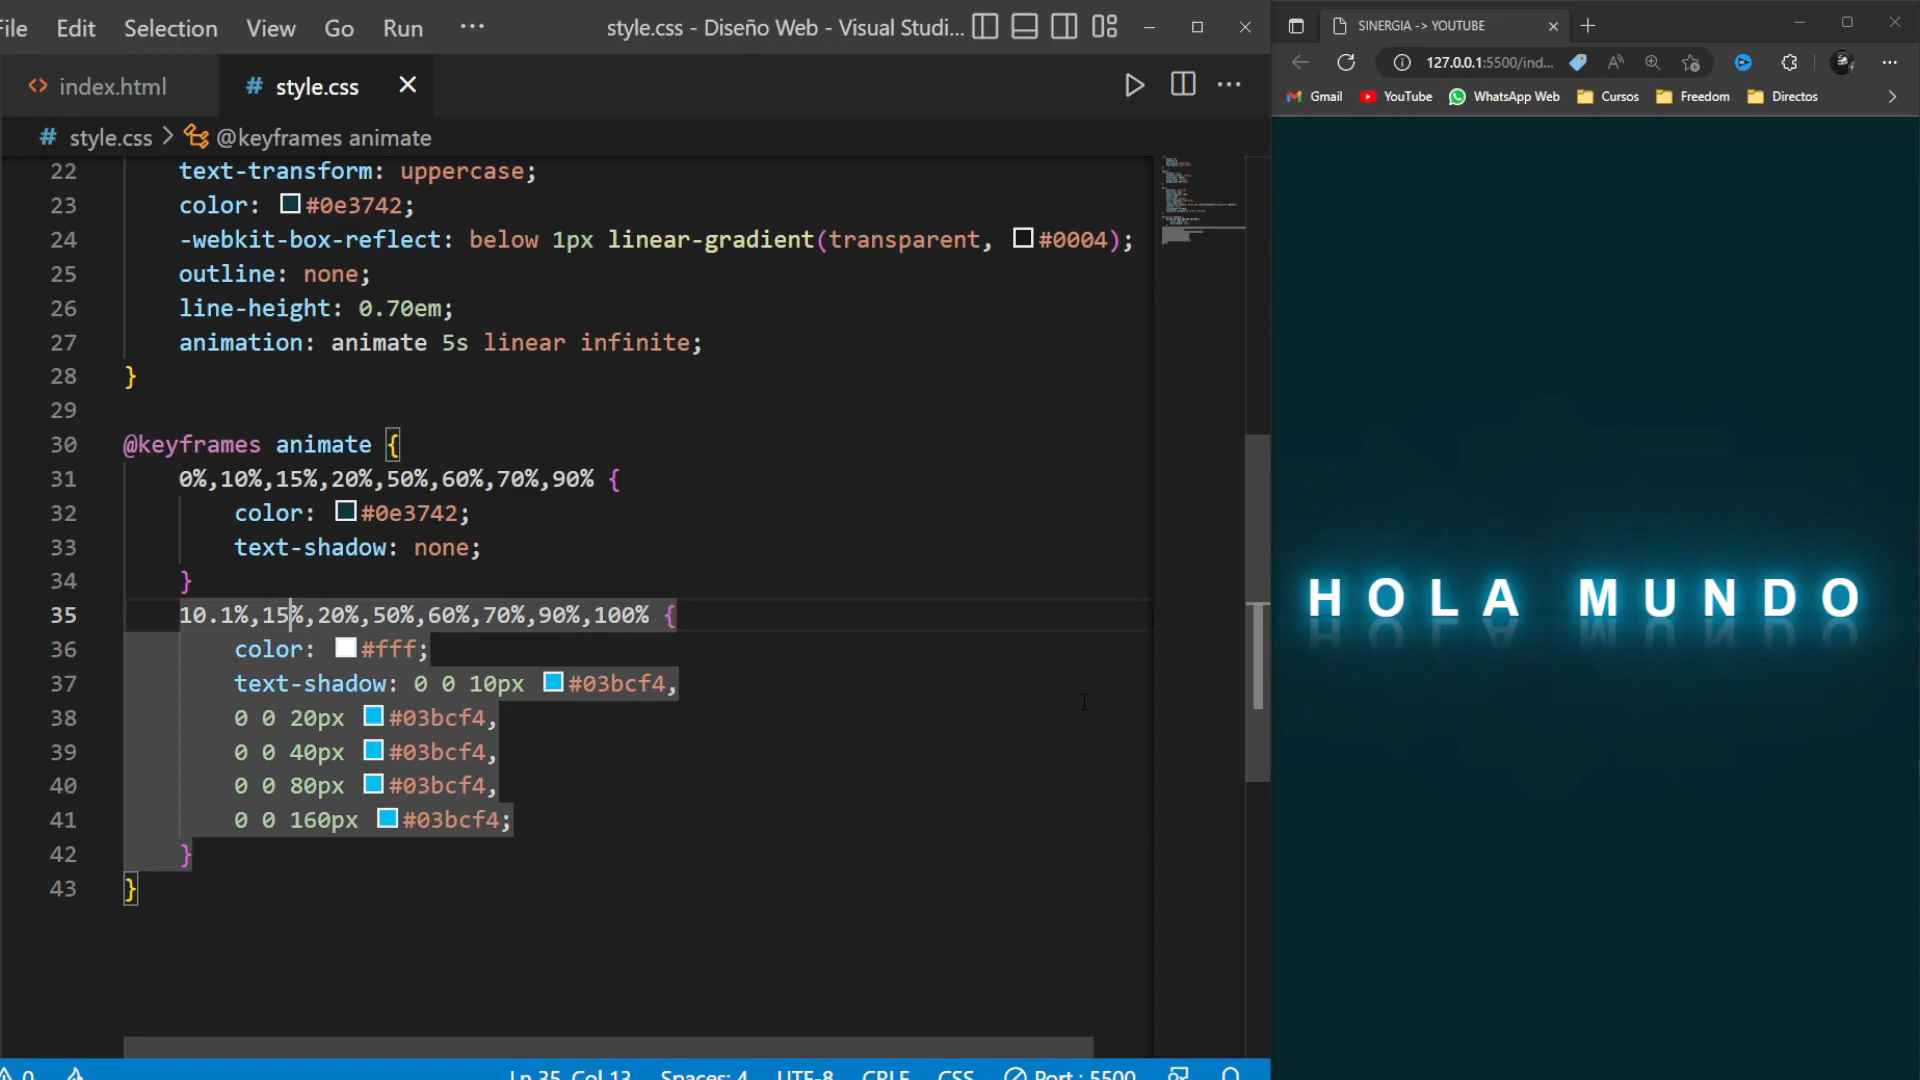 File Edit Selection View Go Run ··· style.css - Diseño Web - Visual Studi...
index.html # style.css
# style.css > @keyframes animate
22 text-transform: uppercase;
23 color: #0e3742;
24 -webkit-box-reflect: below 1px linear-gradient(transparent, #0004);
25 outline: none;
26 line-height: 0.70em;
27 animation: animate 5s linear infinite;
28 }
29
30 @keyframes animate {
31 0%,10%,15%,20%,50%,60%,70%,90% {
32 color: #0e3742;
33 text-shadow: none;
34 }
35 10.1%,15%,20%,50%,60%,70%,90%,100% {
36 color: #fff;
37 text-shadow: 0 0 10px #03bcf4,
38 0 0 20px #03bcf4,
39 0 0 40px #03bcf4,
40 0 0 80px #03bcf4,
41 0 0 160px #03bcf4;
42 }
43 }
0 Ln 35, Col 13 Spaces: 4 UTF-8 CRLF CSS Port : 5500
SINERGIA -> YOUTUBE
127.0.0.1:5500/ind...
Gmail YouTube WhatsApp Web Cursos Freedom Directos
HOLA MUNDO